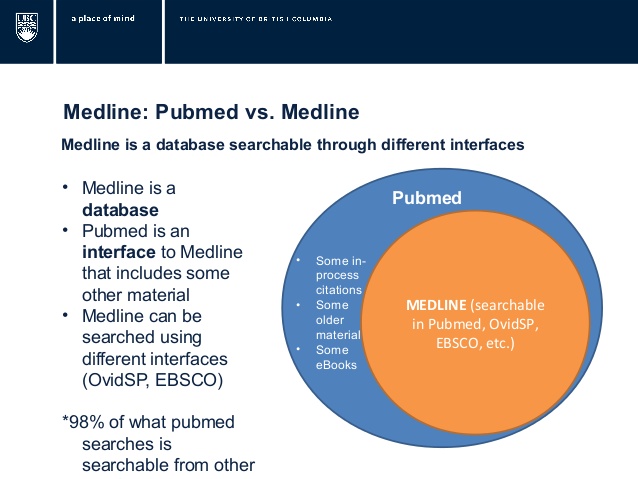 UBC
a place of mind
THE UNIVERSITY OF BRITISH COLUMBIA
Medline: Pubmed vs. Medline
Medline is a database searchable through different interfaces
• Medline is a
database
• Pubmed is an
interface to Medline
that includes some
other material
• Medline can be
searched using
different interfaces
(OvidSP, EBSCO)
*98% of what pubmed
searches is
searchable from other
Pubmed
• Some in-
process
citations
• Some
older
material
• Some
eBooks
MEDLINE (searchable
in Pubmed, OvidSP,
EBSCO, etc.)